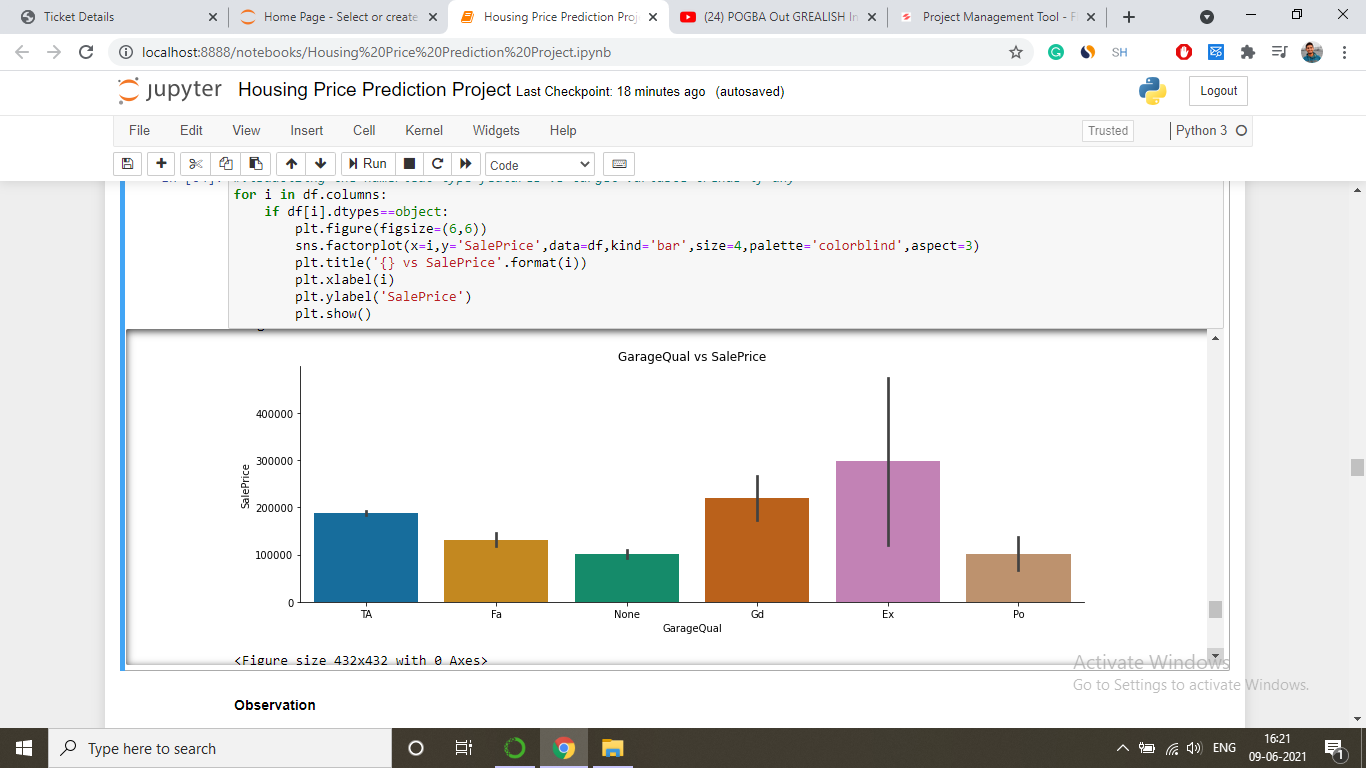 Ticket Details
Home Page - Select or create
Housing Price Prediction Proj
(24) POGBA Out GREALISH In
Project Management Tool - F
localhost:8888/notebooks/Housing%20Price%20Prediction%20Project.ipynb
SH
jupyter Housing Price Prediction Project Last Checkpoint: 18 minutes ago (autosaved)
Logout
File Edit View Insert Cell Kernel Widgets Help
Trusted
Python 3
Run
Code
for i in df.columns:
if df[i].dtypes==object:
plt.figure(figsize=(6,6))
sns.factorplot(x=i,y='SalePrice',data=df,kind='bar',size=4,palette='colorblind',aspect=3)
plt.title('{} vs SalePrice'.format(i))
plt.xlabel(i)
plt.ylabel('SalePrice')
plt.show()
GarageQual vs SalePrice
400000
300000
200000
100000
0
SalePrice
TA Fa None Gd Ex Po
GarageQual
<Figure size 432x432 with 0 Axes>
Observation
Activate Windows
Go to Settings to activate Windows.
Type here to search
ENG
16:21
09-06-2021
1